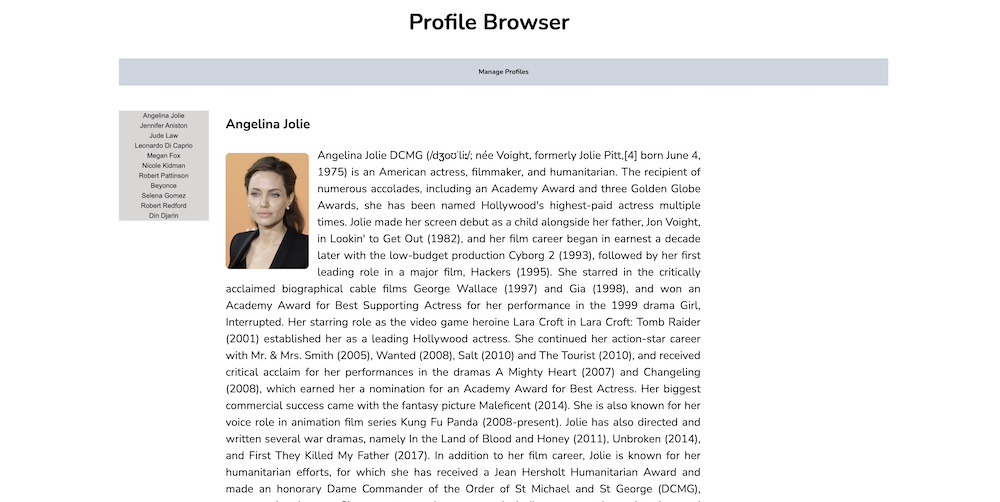 Profile Browser
Manage Profiles
Angelina Jolie
Jennifer Aniston
Jude Law
Leonardo Di Caprio
Megan Fox
Nicole Kidman
Robert Pattinson
Beyonce
Selena Gomez
Robert Redford
Din Djarin
Angelina Jolie
Angelina Jolie DCMG (/dʒoʊˈliː/; née Voight, formerly Jolie Pitt,[4] born June 4,
1975) is an American actress, filmmaker, and humanitarian. The recipient of
numerous accolades, including an Academy Award and three Golden Globe
Awards, she has been named Hollywood's highest-paid actress multiple
times. Jolie made her screen debut as a child alongside her father, Jon Voight,
in Lookin' to Get Out (1982), and her film career began in earnest a decade
later with the low-budget production Cyborg 2 (1993), followed by her first
leading role in a major film, Hackers (1995). She starred in the critically
acclaimed biographical cable films George Wallace (1997) and Gia (1998), and won an
Academy Award for Best Supporting Actress for her performance in the 1999 drama Girl,
Interrupted. Her starring role as the video game heroine Lara Croft in Lara Croft: Tomb Raider
(2001) established her as a leading Hollywood actress. She continued her action-star career
with Mr. & Mrs. Smith (2005), Wanted (2008), Salt (2010) and The Tourist (2010), and received
critical acclaim for her performances in the dramas A Mighty Heart (2007) and Changeling
(2008), which earned her a nomination for an Academy Award for Best Actress. Her biggest
commercial success came with the fantasy picture Maleficent (2014). She is also known for her
voice role in animation film series Kung Fu Panda (2008-present). Jolie has also directed and
written several war dramas, namely In the Land of Blood and Honey (2011), Unbroken (2014),
and First They Killed My Father (2017). In addition to her film career, Jolie is known for her
humanitarian efforts, for which she has received a Jean Hersholt Humanitarian Award and
made an honorary Dame Commander of the Order of St Michael and St George (DCMG),